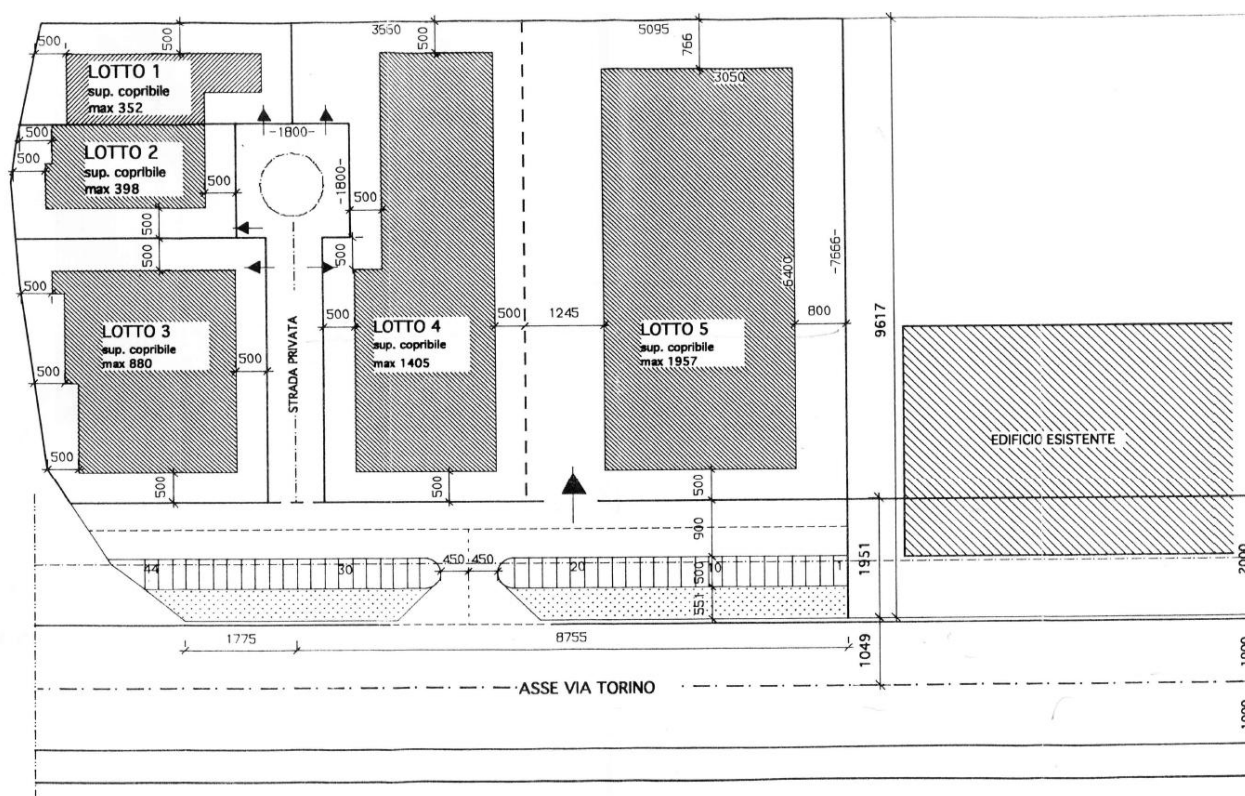 3550
5095
500
500
500
766
3050
LOTTO 1
sup. copribile
max 352
-1800-
500
LOTTO 2
sup. copribile
max 398
500
500
-1800-
500
500
500
500
-7666-
6400
9617
500
LOTTO 3
sup. copribile
max 880
500
500
STRADA PRIVATA
LOTTO 4
sup. copribile
max 1405
500
500
1245
LOTTO 5
sup. copribile
max 1957
800
EDIFICIO ESISTENTE
500
500
500
500
900
1951
450
450
44
30
20
10
1
500
551
2000
1775
8755
1049
1000
ASSE VIA TORINO
1000